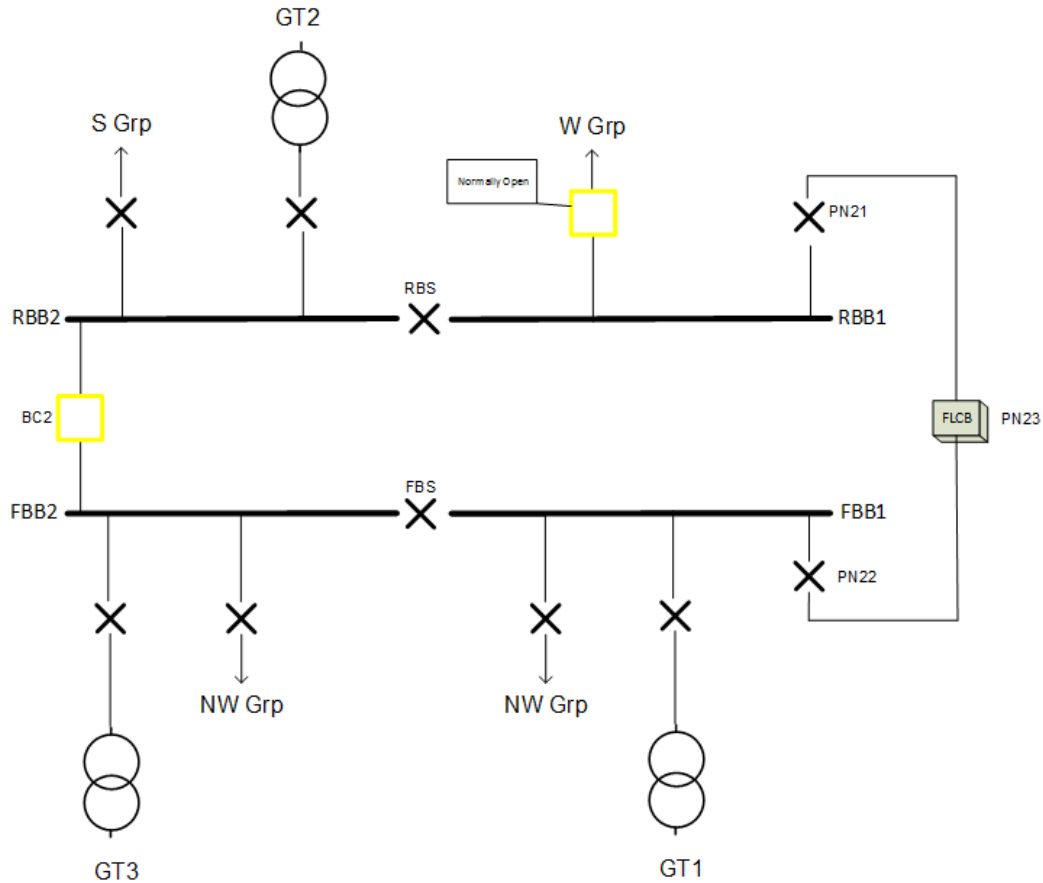 GT2
S Grp
W Grp
Normally Open
PN21
RBS
RBB2
RBB1
BC2
FLCB
PN23
FBS
FBB2
FBB1
PN22
NW Grp
NW Grp
GT3
GT1